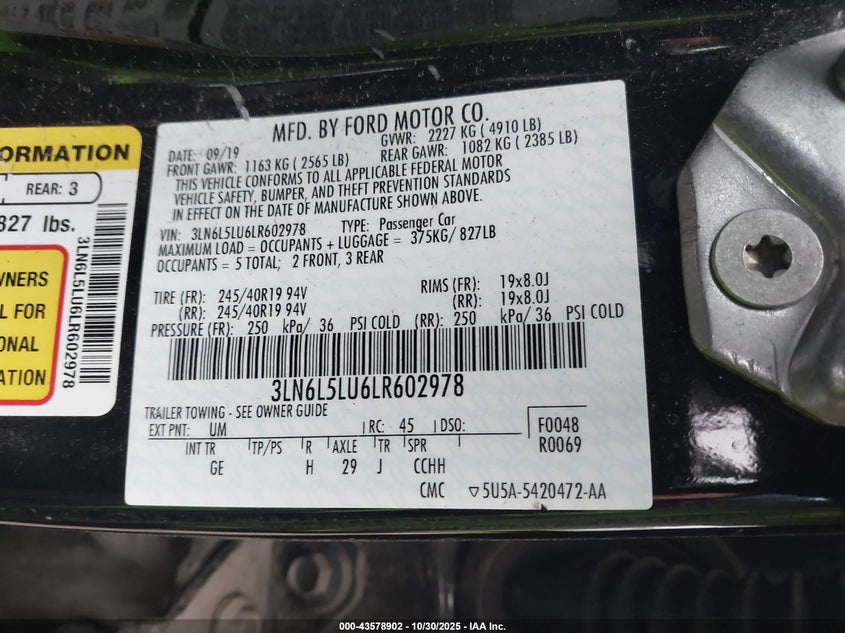 ORMATION
REAR: 3
827 lbs.
3LN6L5LU6LR602978
WNERS
L FOR
ONAL
ATION
MFD. BY FORD MOTOR CO.
DATE: 09/19 GVWR: 2227 KG ( 4910 LB)
FRONT GAWR: 1163 KG ( 2565 LB) REAR GAWR: 1082 KG ( 2385 LB)
THIS VEHICLE CONFORMS TO ALL APPLICABLE FEDERAL MOTOR
VEHICLE SAFETY, BUMPER, AND THEFT PREVENTION STANDARDS
IN EFFECT ON THE DATE OF MANUFACTURE SHOWN ABOVE.
VIN: 3LN6L5LU6LR602978 TYPE: Passenger Car
MAXIMUM LOAD = OCCUPANTS + LUGGAGE = 375KG/ 827LB
OCCUPANTS = 5 TOTAL; 2 FRONT, 3 REAR
TIRE (FR): 245/40R19 94V RIMS (FR): 19x8.0J
(RR): 245/40R19 94V (RR): 19x8.0J
PRESSURE (FR): 250 kPa/ 36 PSI COLD (RR): 250 kPa/ 36 PSI COLD
3LN6L5LU6LR602978
TRAILER TOWING - SEE OWNER GUIDE
EXT PNT: UM RC: 45 DSO: F0048
INT TR TP/PS R AXLE TR SPR R0069
GE H 29 J CCHH
CMC ▽5U5A-5420472-AA
000-43578902 - 10/30/2025 - IAA Inc.